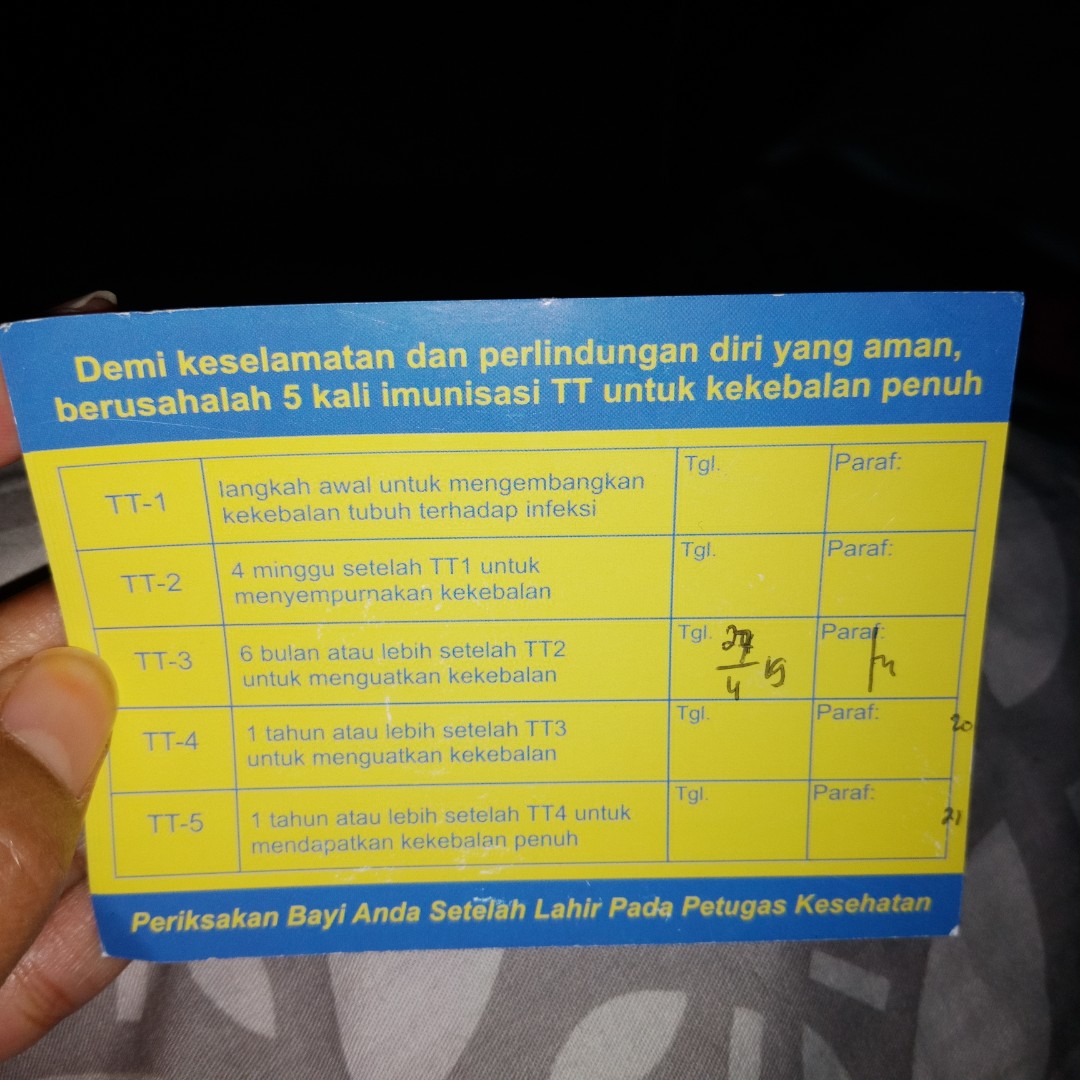 Demi keselamatan dan perlindungan diri yang aman,
berusahalah 5 kali imunisasi TT untuk kekebalan penuh
TT-1
langkah awal untuk mengembangkan
kekebalan tubuh terhadap infeksi
Tgl.
Paraf:
TT-2
4 minggu setelah TT1 untuk
menyempurnakan kekebalan
Tgl.
Paraf:
TT-3
6 bulan atau lebih setelah TT2
untuk menguatkan kekebalan
Tgl.
27/4 19
Paraf:
TT-4
1 tahun atau lebih setelah TT3
untuk menguatkan kekebalan
Tgl.
Paraf:
20
TT-5
1 tahun atau lebih setelah TT4 untuk
mendapatkan kekebalan penuh
Tgl.
Paraf:
21
Periksakan Bayi Anda Setelah Lahir Pada Petugas Kesehatan